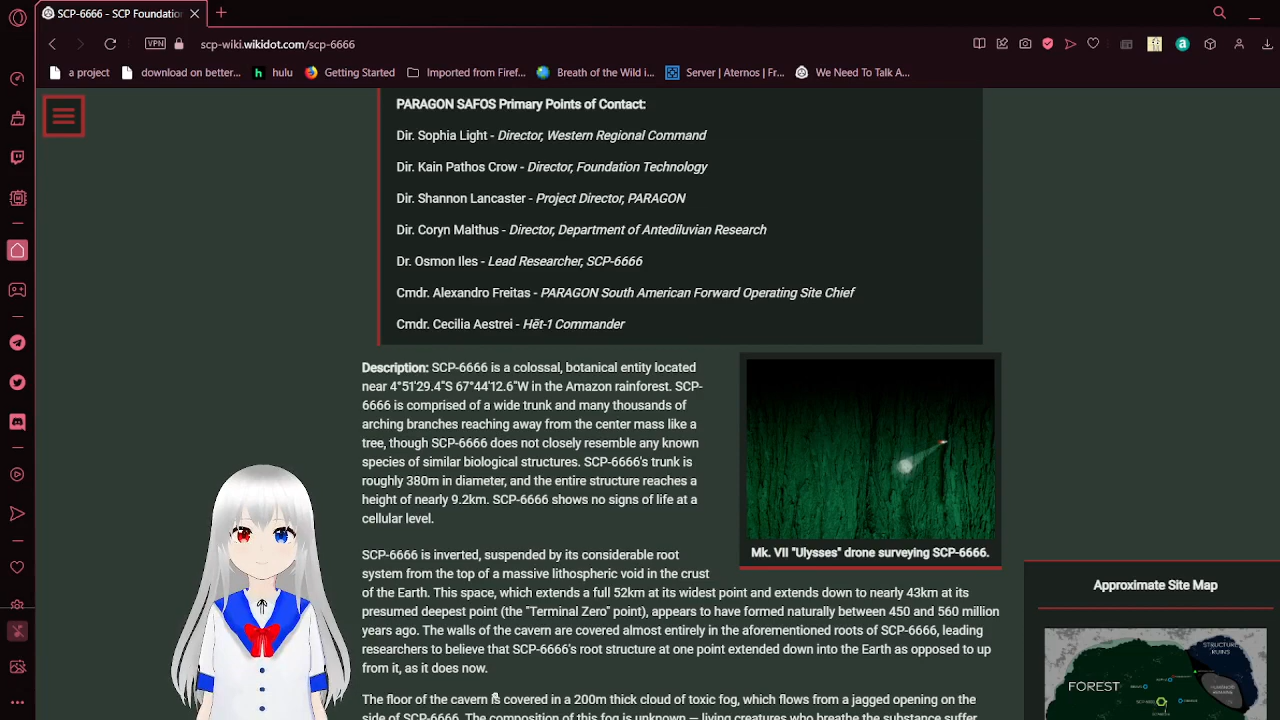 SCP-6666 - SCP Foundation
VPN
scp-wiki.wikidot.com/scp-6666
a project
download on better...
hulu
Getting Started
Imported from Firef...
Breath of the Wild i...
Server | Aternos | Fr...
We Need To Talk A...
PARAGON SAFOS Primary Points of Contact:
Dir. Sophia Light - Director, Western Regional Command
Dir. Kain Pathos Crow - Director, Foundation Technology
Dir. Shannon Lancaster - Project Director, PARAGON
Dir. Coryn Malthus - Director, Department of Antediluvian Research
Dr. Osmon Iles - Lead Researcher, SCP-6666
Cmdr. Alexandro Freitas - PARAGON South American Forward Operating Site Chief
Cmdr. Cecilia Aestrei - Hēt-1 Commander
Description: SCP-6666 is a colossal, botanical entity located
near 4°51'29.4"S 67°44'12.6"W in the Amazon rainforest. SCP-
6666 is comprised of a wide trunk and many thousands of
arching branches reaching away from the center mass like a
tree, though SCP-6666 does not closely resemble any known
species of similar biological structures. SCP-6666's trunk is
roughly 380m in diameter, and the entire structure reaches a
height of nearly 9.2km. SCP-6666 shows no signs of life at a
cellular level.
Mk. VII "Ulysses" drone surveying SCP-6666.
SCP-6666 is inverted, suspended by its considerable root
system from the top of a massive lithospheric void in the crust
of the Earth. This space, which extends a full 52km at its widest point and extends down to nearly 43km at its
presumed deepest point (the "Terminal Zero" point), appears to have formed naturally between 450 and 560 million
years ago. The walls of the cavern are covered almost entirely in the aforementioned roots of SCP-6666, leading
researchers to believe that SCP-6666's root structure at one point extended down into the Earth as opposed to up
from it, as it does now.
The floor of the cavern is covered in a 200m thick cloud of toxic fog, which flows from a jagged opening on the
side of SCP-6666. The composition of this fog is unknown — living creatures who breathe the substance suffer
Approximate Site Map
FOREST
STRUCTURE
RUINS